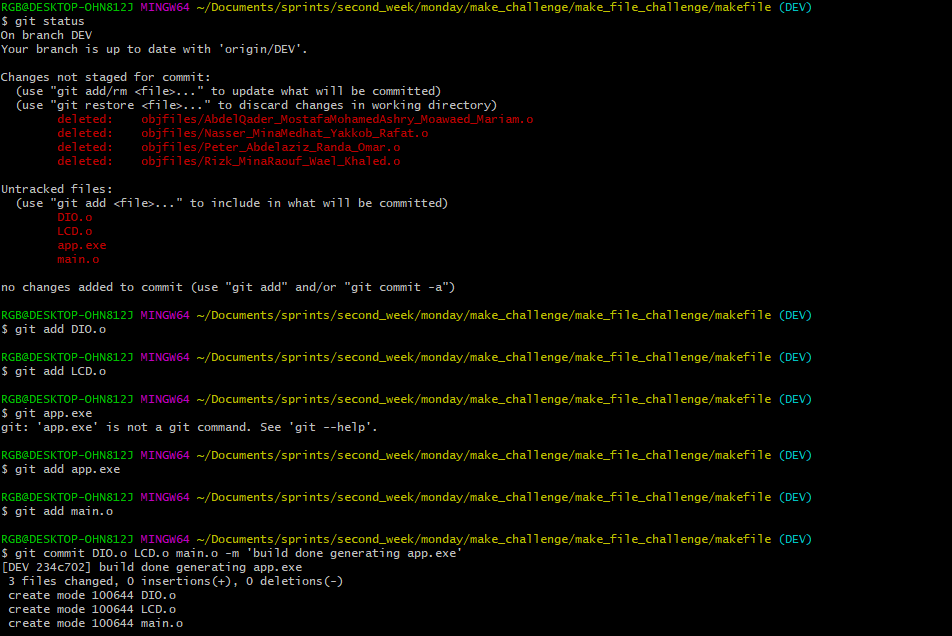 RGB@DESKTOP-OHN812J MINGW64 ~/Documents/sprints/second_week/monday/make_challenge/make_file_challenge/makefile (DEV)
$ git status
On branch DEV
Your branch is up to date with 'origin/DEV'.
Changes not staged for commit:
(use "git add/rm <file>..." to update what will be committed)
(use "git restore <file>..." to discard changes in working directory)
deleted: objfiles/AbdelQader_MostafaMohamedAshry_Moawaed_Mariam.o
deleted: objfiles/Nasser_MinaMedhat_Yakkob_Rafat.o
deleted: objfiles/Peter_Abdelaziz_Randa_Omar.o
deleted: objfiles/Rizk_MinaRaouf_Wael_Khaled.o
Untracked files:
(use "git add <file>..." to include in what will be committed)
DIO.o
LCD.o
app.exe
main.o
no changes added to commit (use "git add" and/or "git commit -a")
RGB@DESKTOP-OHN812J MINGW64 ~/Documents/sprints/second_week/monday/make_challenge/make_file_challenge/makefile (DEV)
$ git add DIO.o
RGB@DESKTOP-OHN812J MINGW64 ~/Documents/sprints/second_week/monday/make_challenge/make_file_challenge/makefile (DEV)
$ git add LCD.o
RGB@DESKTOP-OHN812J MINGW64 ~/Documents/sprints/second_week/monday/make_challenge/make_file_challenge/makefile (DEV)
$ git app.exe
git: 'app.exe' is not a git command. See 'git --help'.
RGB@DESKTOP-OHN812J MINGW64 ~/Documents/sprints/second_week/monday/make_challenge/make_file_challenge/makefile (DEV)
$ git add app.exe
RGB@DESKTOP-OHN812J MINGW64 ~/Documents/sprints/second_week/monday/make_challenge/make_file_challenge/makefile (DEV)
$ git add main.o
RGB@DESKTOP-OHN812J MINGW64 ~/Documents/sprints/second_week/monday/make_challenge/make_file_challenge/makefile (DEV)
$ git commit DIO.o LCD.o main.o -m 'build done generating app.exe'
[DEV 234c702] build done generating app.exe
3 files changed, 0 insertions(+), 0 deletions(-)
create mode 100644 DIO.o
create mode 100644 LCD.o
create mode 100644 main.o